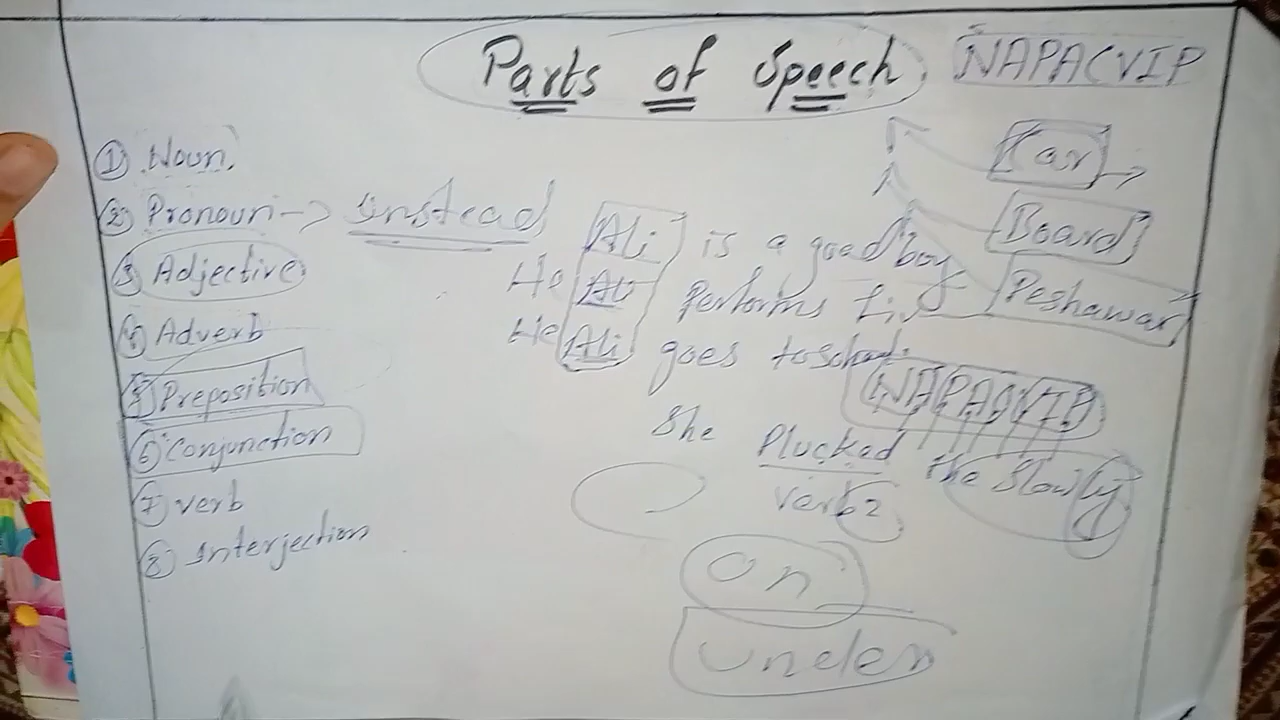 Parts of Speech
NAPACVIP
① Noun.
② Pronoun -> instead
③ Adjective
④ Adverb
⑤ Preposition
⑥ Conjunction
⑦ verb
⑧ Interjection
Car
Board
Peshawar
Ali is a good boy
He Ali Performs
He Ali goes to school.
NAPACVIP
She Plucked the Slowly
verb 2
on
under